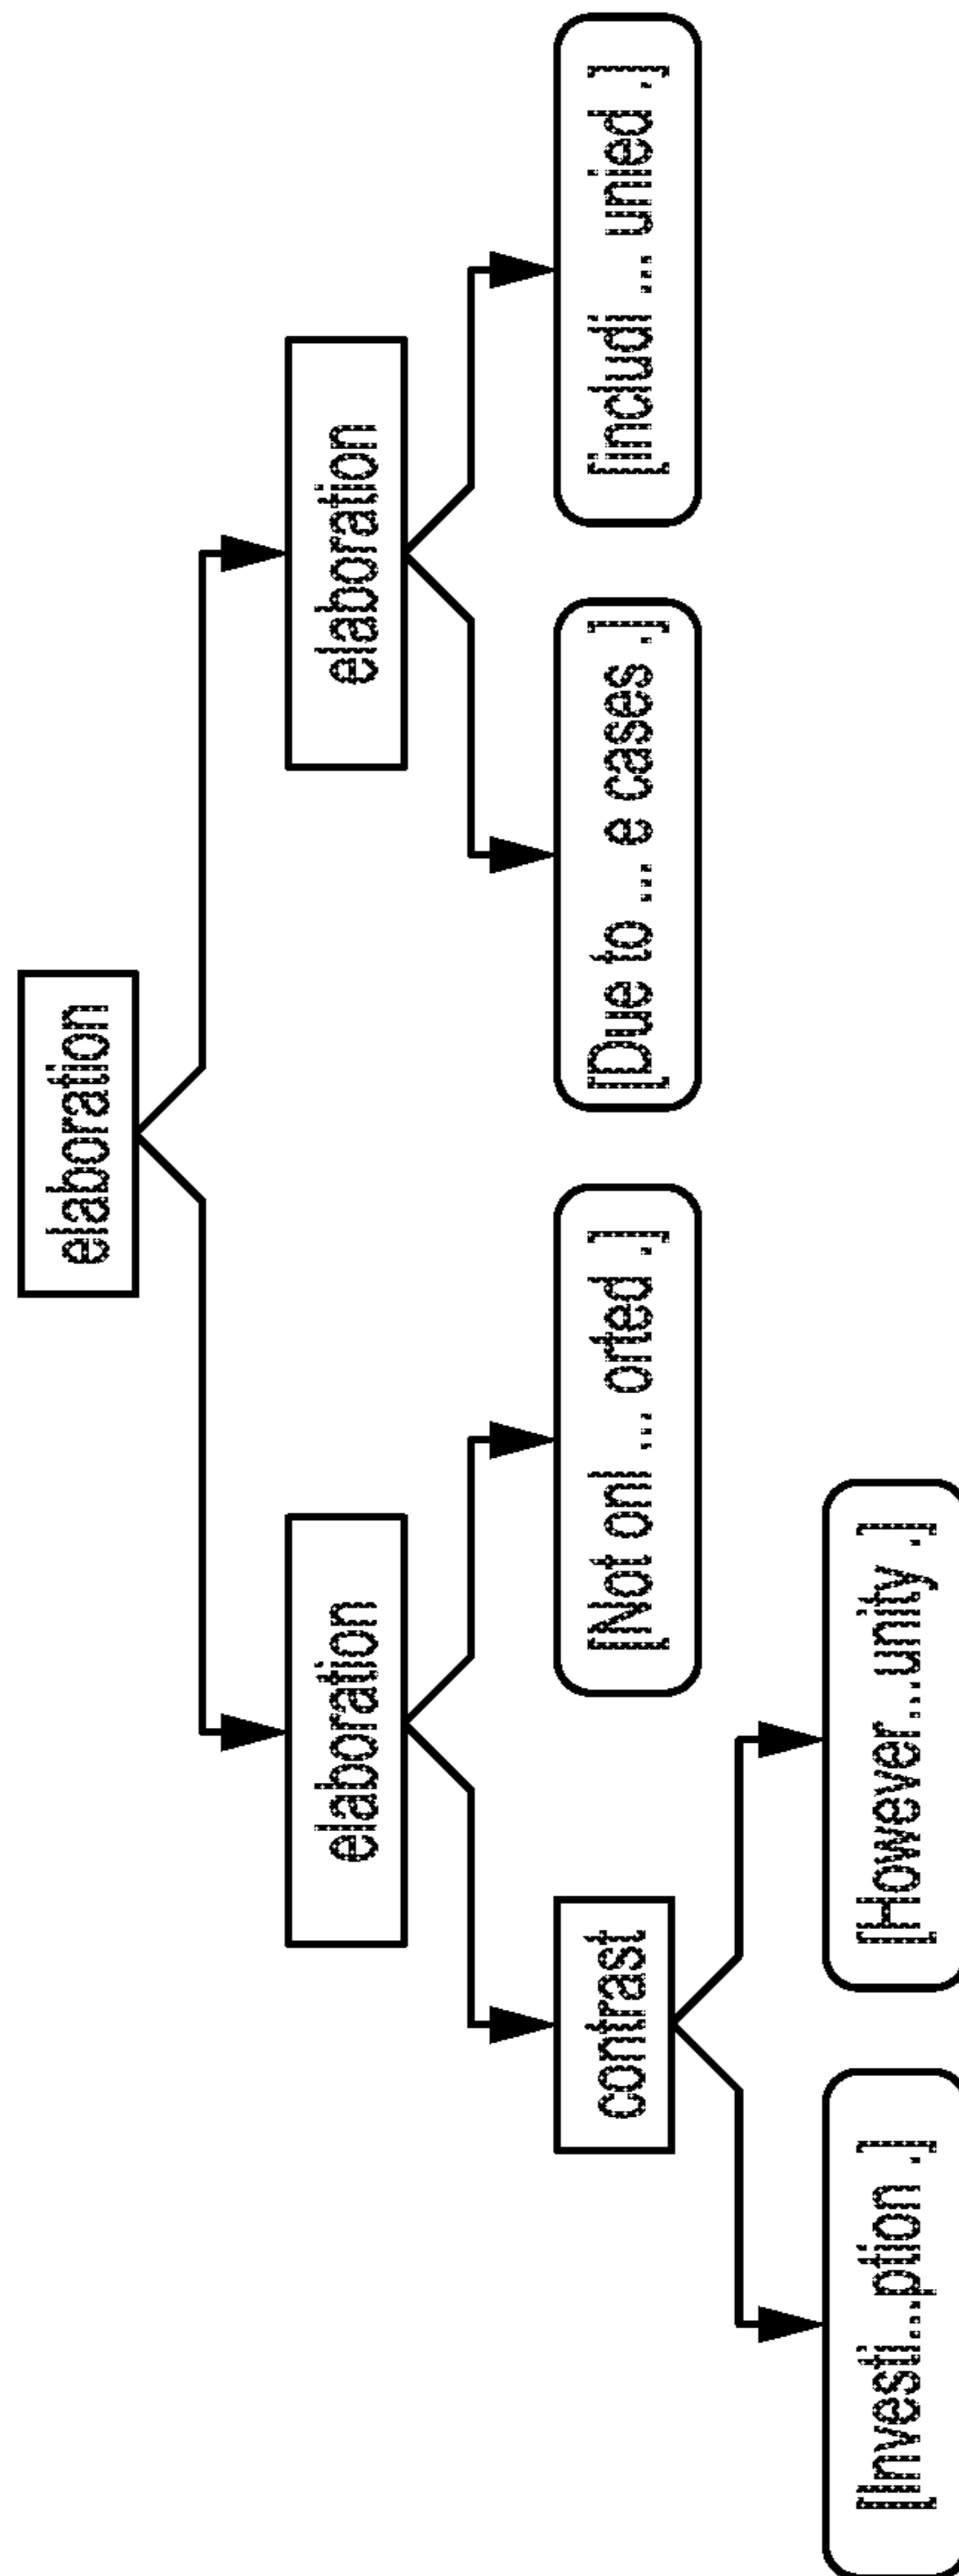 elaboration
elaboration
elaboration
contrast
[Not onl ... orted .]
[Due to ... e cases .]
[includi ... unied .]
[Investi...ption .]
[However...unity .]